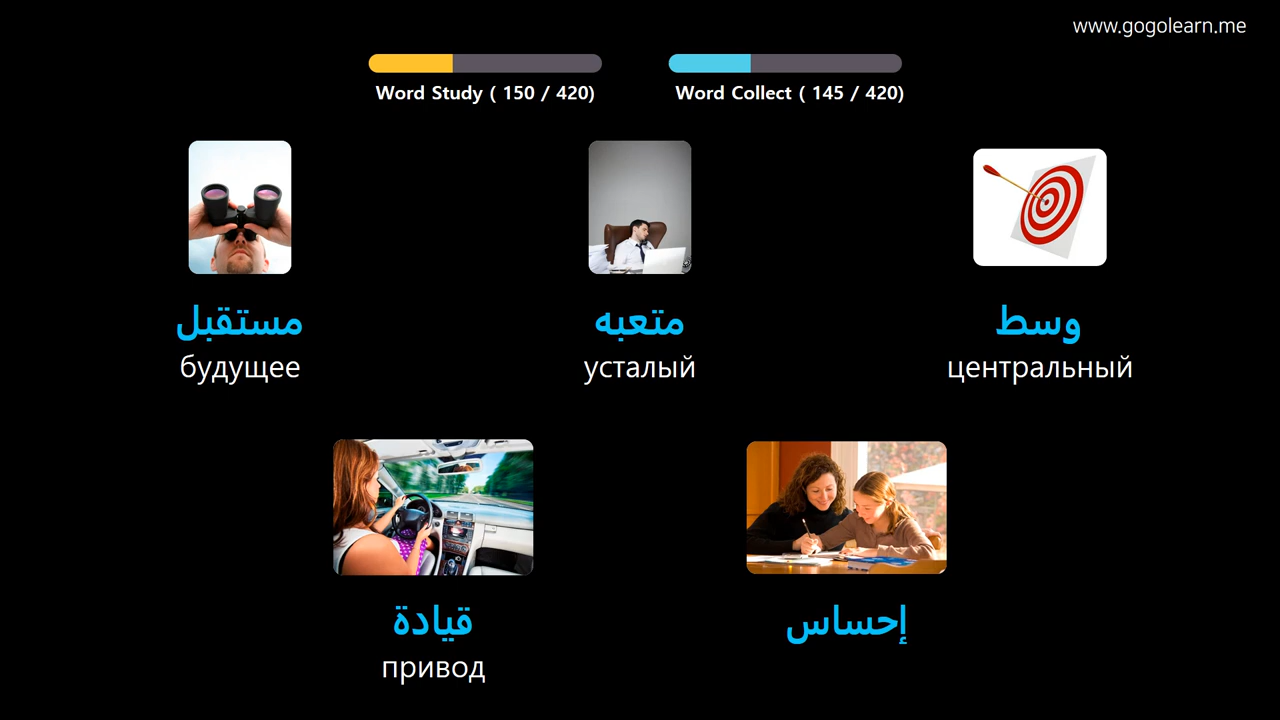 www.gogolearn.me
Word Study ( 150 / 420)
Word Collect ( 145 / 420)
مستقبل
будущее
متعبه
усталый
وسط
центральный
قيادة
привод
إحساس